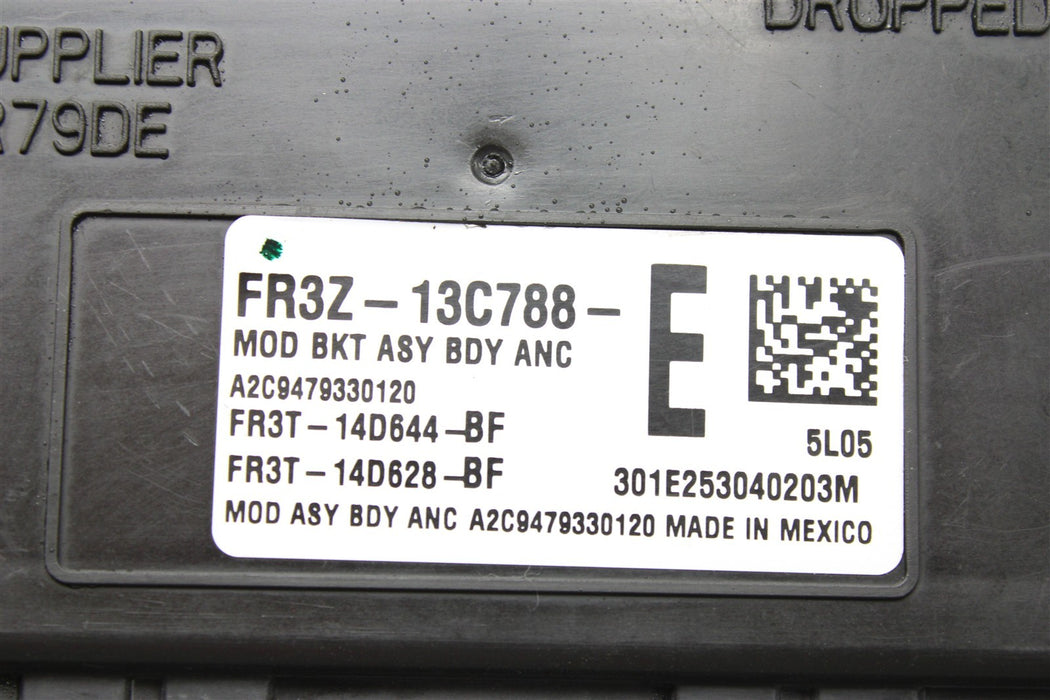 DROPPED
UPPLIER
R79DE
FR3Z-13C788-E
MOD BKT ASY BDY ANC
A2C9479330120
FR3T-14D644-BF
FR3T-14D628-BF
5L05
301E253040203M
MOD ASY BDY ANC A2C9479330120 MADE IN MEXICO